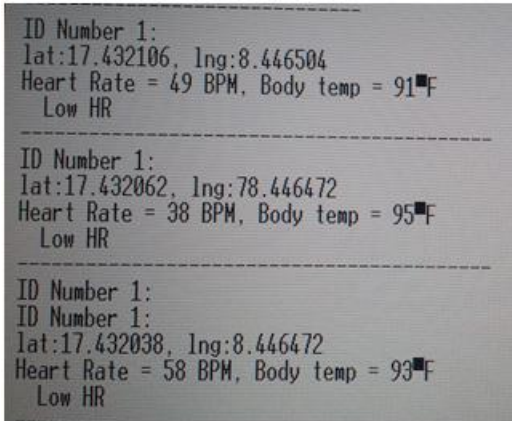 --------------------------------
ID Number 1:
lat:17.432106, lng:8.446504
Heart Rate = 49 BPM, Body temp = 91■F
Low HR
--------------------------------------------
ID Number 1:
lat:17.432062, lng:78.446472
Heart Rate = 38 BPM, Body temp = 95■F
Low HR
--------------------------------------------
ID Number 1:
ID Number 1:
lat:17.432038, lng:8.446472
Heart Rate = 58 BPM, Body temp = 93■F
Low HR